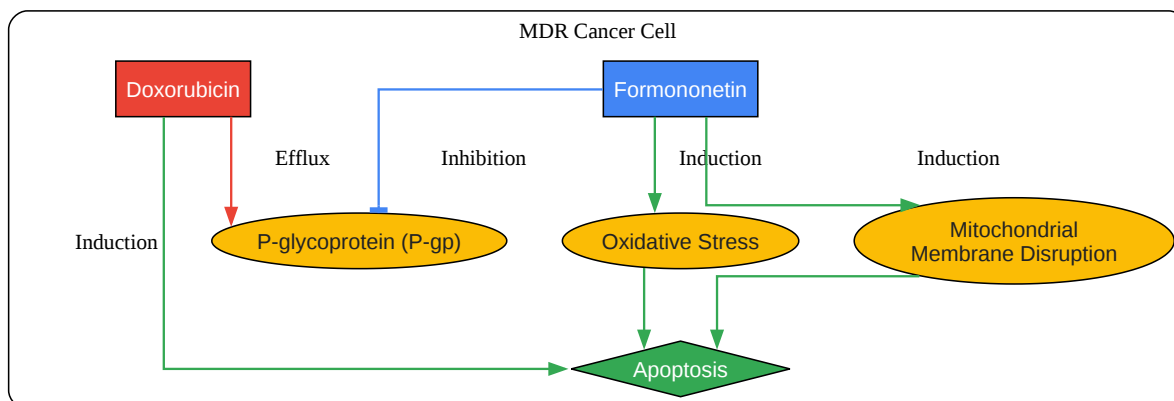 MDR Cancer Cell
Doxorubicin
Formononetin
Efflux
Inhibition
Induction
Induction
Induction
P-glycoprotein (P-gp)
Oxidative Stress
Mitochondrial
Membrane Disruption
Apoptosis